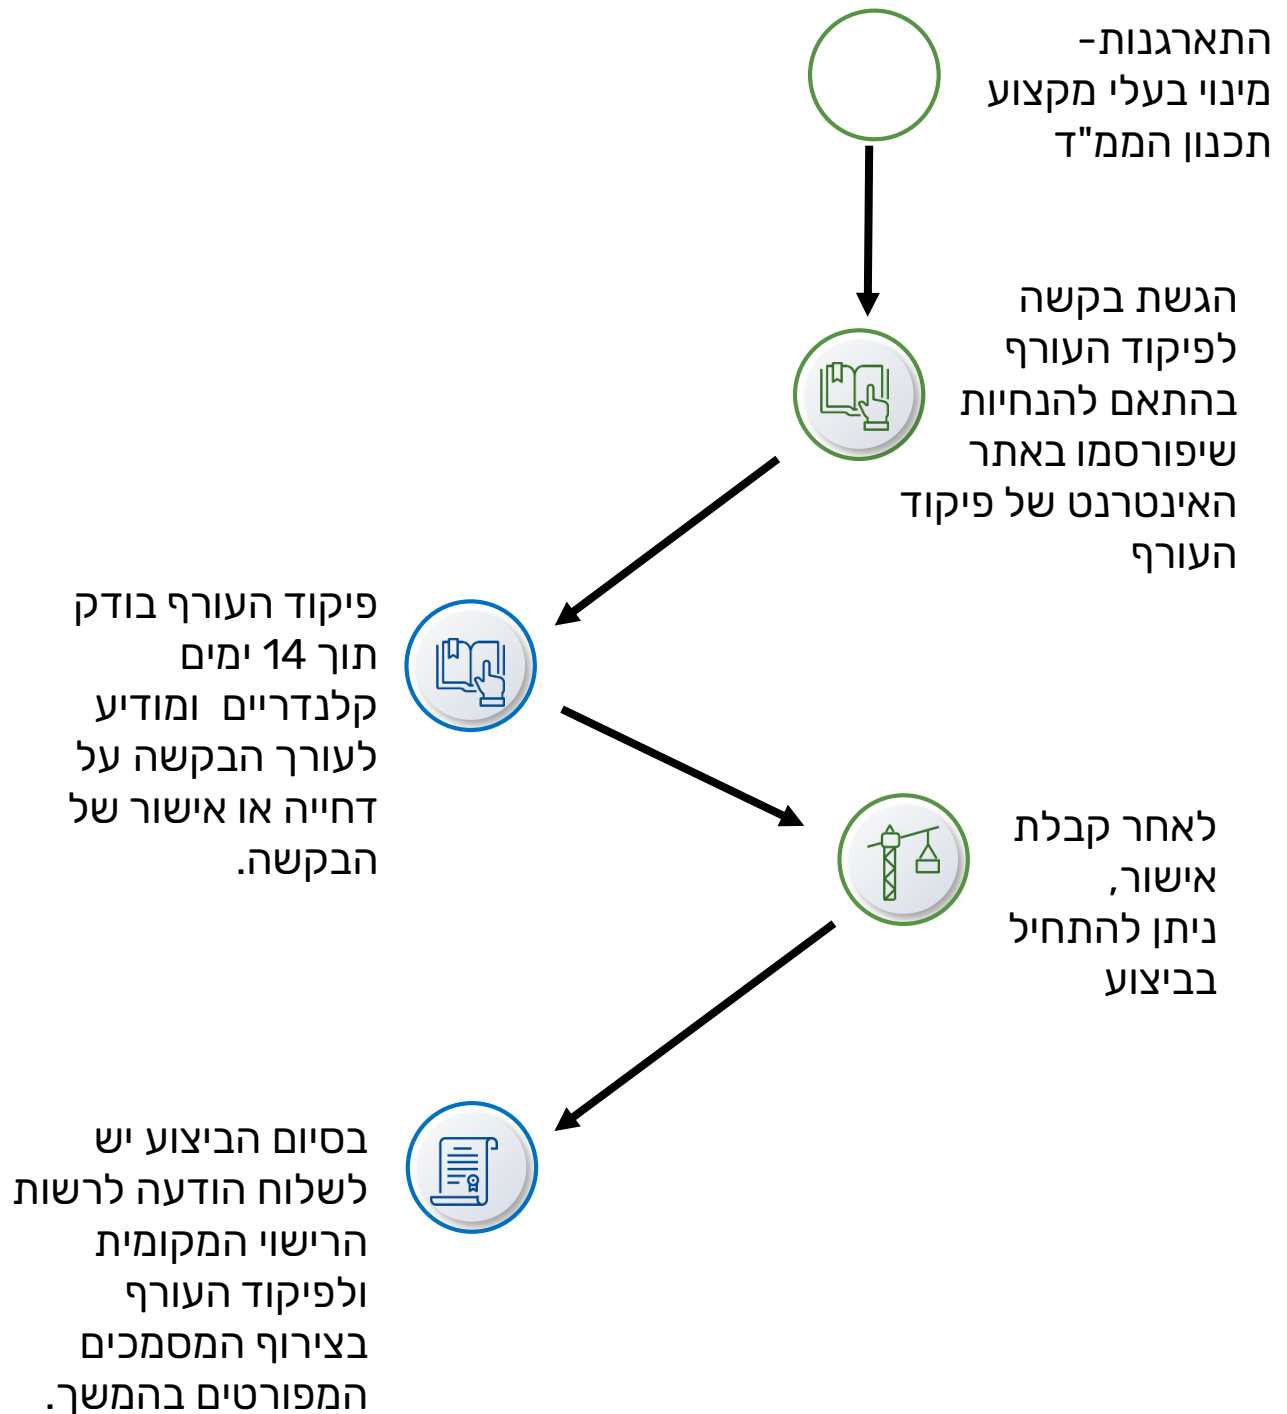 התארגנות-
מינוי בעלי מקצוע
תכנון הממ"ד
הגשת בקשה
לפיקוד העורף
בהתאם להנחיות
שיפורסמו באתר
האינטרנט של פיקוד
העורף
פיקוד העורף בודק
תוך 14 ימים
קלנדריים  ומודיע
לעורך הבקשה על
דחייה או אישור של
הבקשה.
לאחר קבלת
אישור,
ניתן להתחיל
בביצוע
בסיום הביצוע יש
לשלוח הודעה לרשות
הרישוי המקומית
ולפיקוד העורף
בצירוף המסמכים
המפורטים בהמשך.